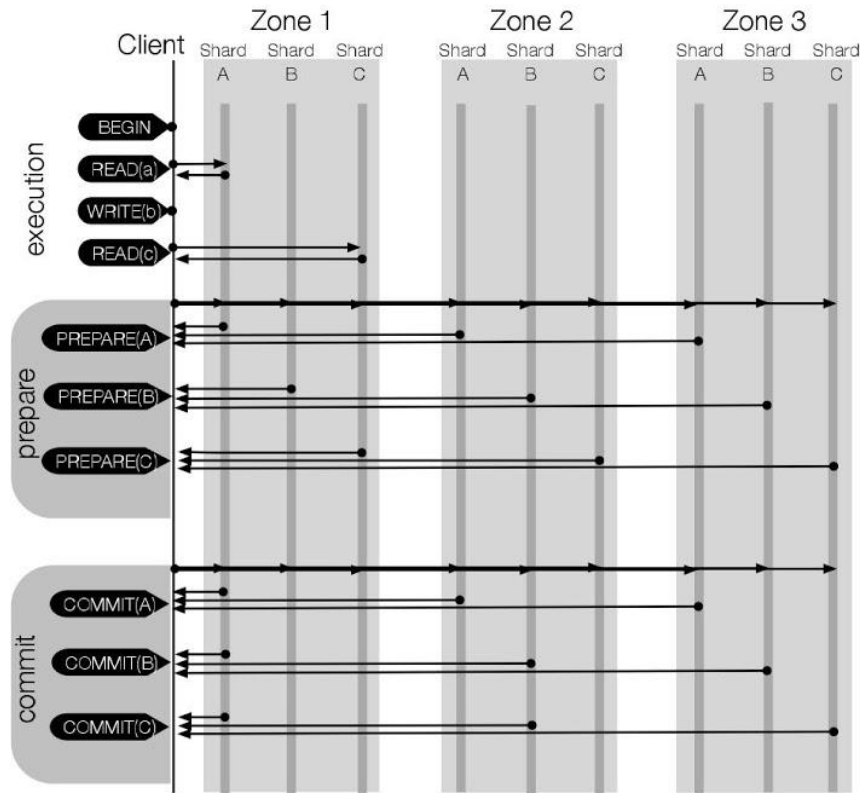 Zone 1 Zone 2 Zone 3
Client
Shard Shard Shard Shard Shard Shard Shard Shard Shard
A B C A B C A B C
execution
BEGIN
READ(a)
WRITE(b)
READ(c)
prepare
PREPARE(A)
PREPARE(B)
PREPARE(C)
commit
COMMIT(A)
COMMIT(B)
COMMIT(C)